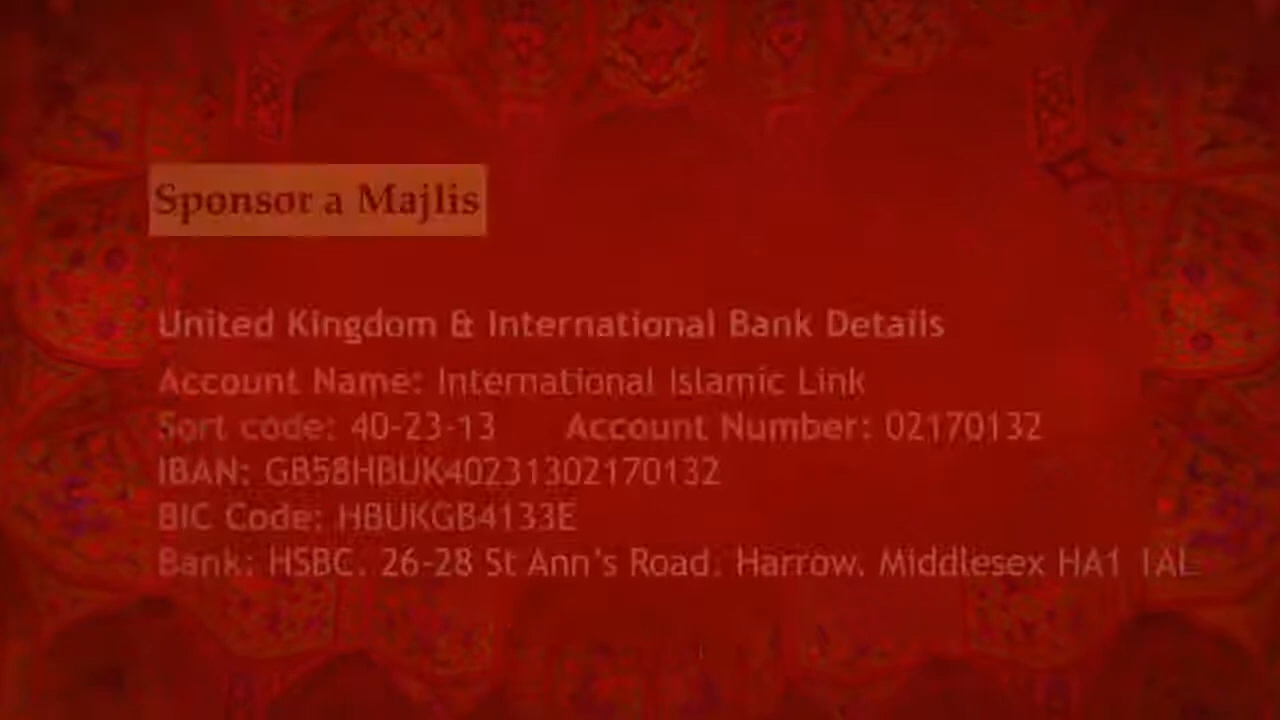 Sponsor a Majlis
United Kingdom & International Bank Details
Account Name: International Islamic Link
Sort code: 40-23-13 Account Number: 02170132
IBAN: GB58HBUK40231302170132
BIC Code: HBUKGB4133E
Bank: HSBC. 26-28 St Ann's Road. Harrow. Middlesex HA1 1AL